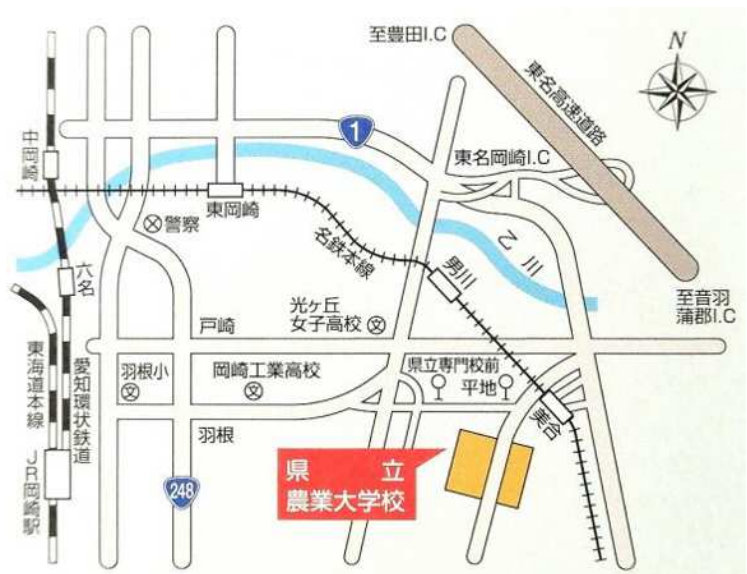 至豊田I.C
N
東名高速道路
1
中岡崎
東名岡崎I.C
東岡崎
警察
名鉄本線
乙川
男川
六名
至音羽
蒲郡I.C
光ヶ丘
女子高校
戸崎
羽根小
岡崎工業高校
県立専門校前
平地
東海道本線
愛知環状鉄道
美合
羽根
JR岡崎駅
248
県立
農業大学校